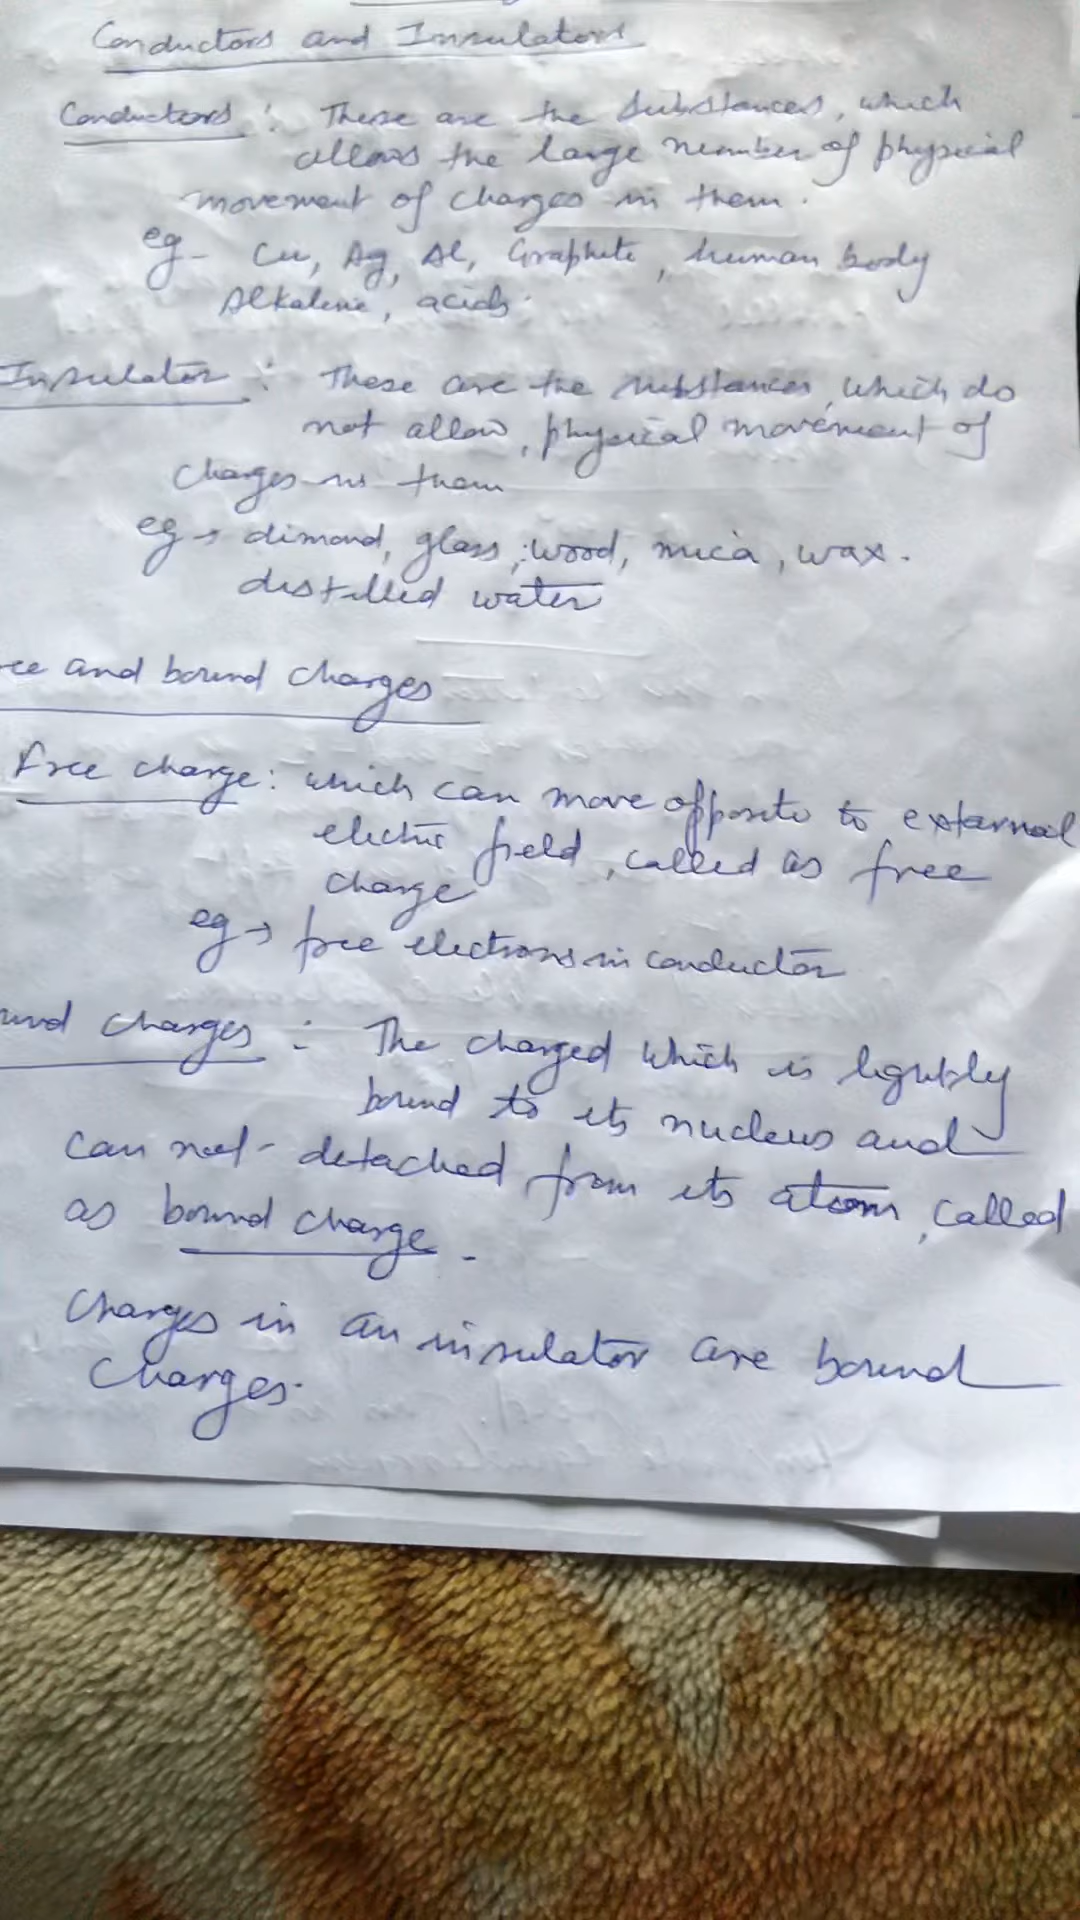 Conductors and Insulators
Conductors : These are the substances, which
allows the large number of physical
movement of charges in them.
eg - Cu, Ag, Al, Graphite, human body
Alkaline, acids.
Insulator : These are the substances, which do
not allow, physical movement of
charges in them
eg → dimond, glass, wood, mica, wax.
distilled water
ree and bound charges
Free charge : which can move opposite to external
electric field, called as free
charge
eg → free electrons in conductor
und charges : The charged which is tightly
bound to its nucleus and
can not detached from its atom, called
as bound charge.
Charges in an insulator are bound
Charges.